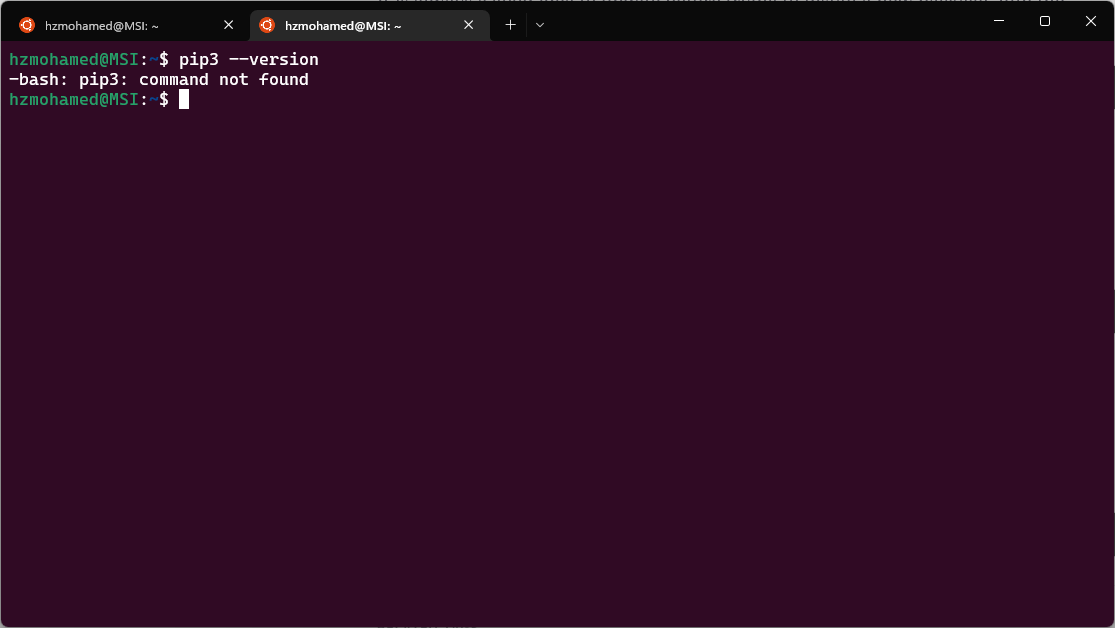 hzmohamed@MSI: ~
hzmohamed@MSI: ~
hzmohamed@MSI:~$ pip3 --version
-bash: pip3: command not found
hzmohamed@MSI:~$